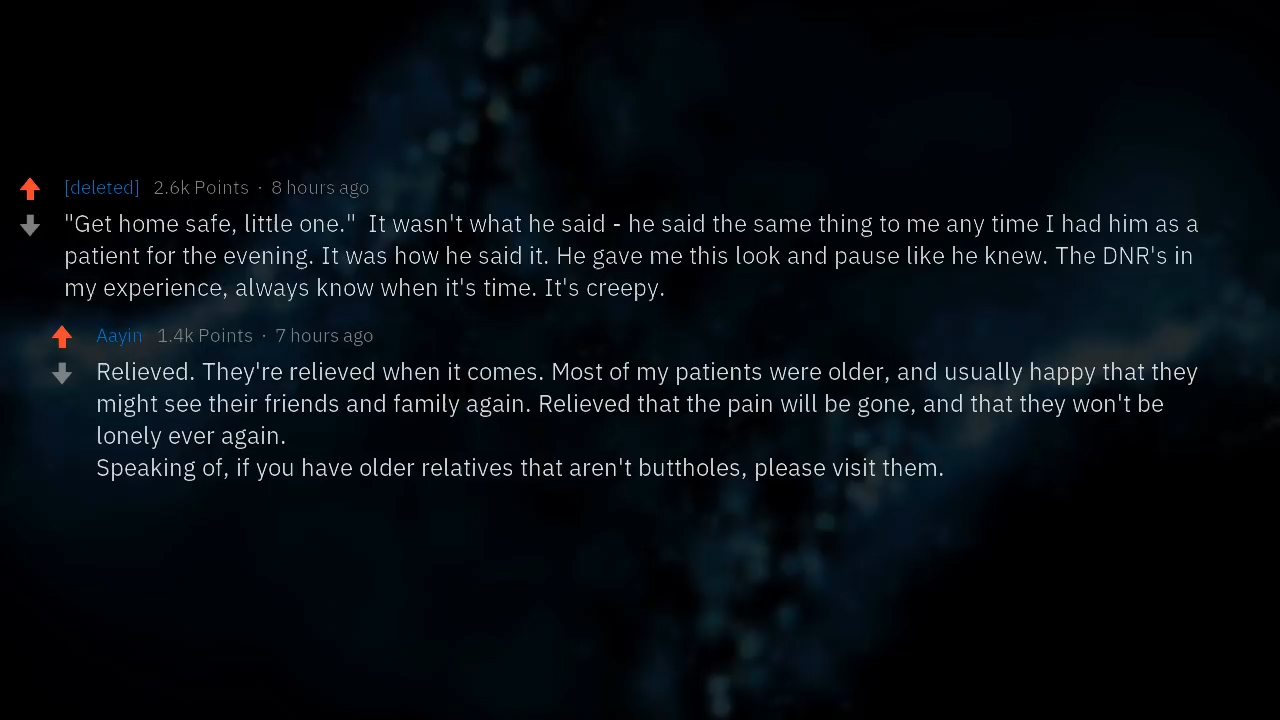 [deleted] 2.6k Points · 8 hours ago
"Get home safe, little one." It wasn't what he said - he said the same thing to me any time I had him as a
patient for the evening. It was how he said it. He gave me this look and pause like he knew. The DNR's in
my experience, always know when it's time. It's creepy.
Aayin 1.4k Points · 7 hours ago
Relieved. They're relieved when it comes. Most of my patients were older, and usually happy that they
might see their friends and family again. Relieved that the pain will be gone, and that they won't be
lonely ever again.
Speaking of, if you have older relatives that aren't buttholes, please visit them.